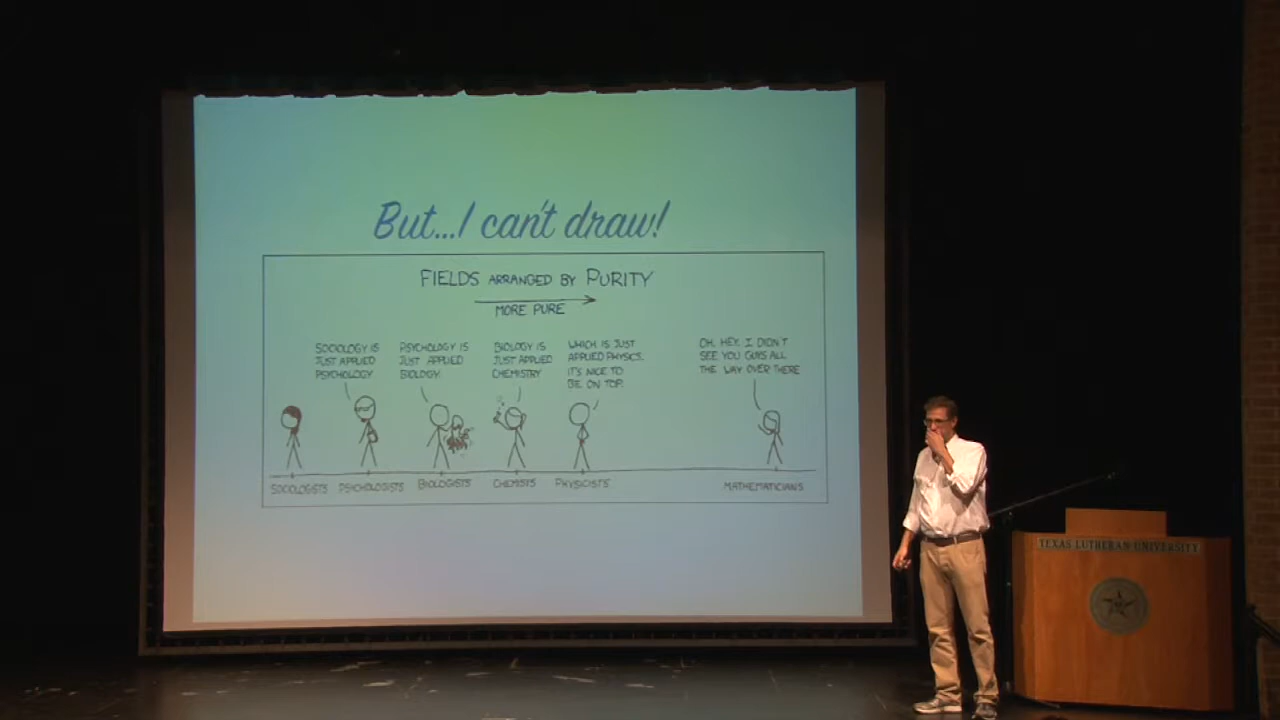 But...I can't draw!
FIELDS ARRANGED BY PURITY
MORE PURE
SOCIOLOGY IS
JUST APPLIED
PSYCHOLOGY
PSYCHOLOGY IS
JUST APPLIED
BIOLOGY.
BIOLOGY IS
JUST APPLIED
CHEMISTRY
WHICH IS JUST
APPLIED PHYSICS.
IT'S NICE TO
BE ON TOP.
OH, HEY, I DIDN'T
SEE YOU GUYS ALL
THE WAY OVER THERE
SOCIOLOGISTS
PSYCHOLOGISTS
BIOLOGISTS
CHEMISTS
PHYSICISTS
MATHEMATICIANS
TEXAS LUTHERAN UNIVERSITY